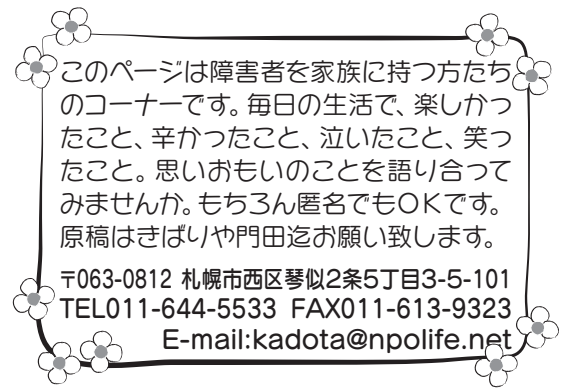 このページは障害者を家族に持つ方たち
のコーナーです。毎日の生活で、楽しかっ
たこと、辛かったこと、泣いたこと、笑っ
たこと。思いおもいのことを語り合って
みませんか。もちろん匿名でもOKです。
原稿はきばりや門田迄お願い致します。
〒063-0812 札幌市西区琴似2条5丁目3-5-101
TEL011-644-5533 FAX011-613-9323
E-mail:kadota@npolife.net